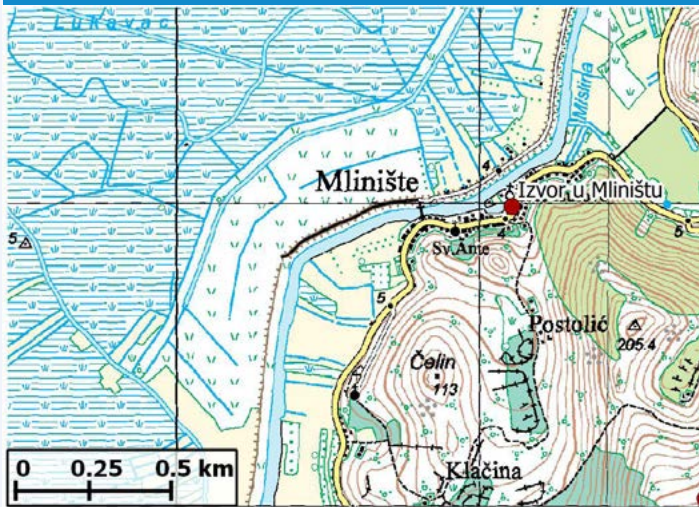 Lukavac
Misina
Mlinište
4
Izvor u Mliništu
5
Sv. Ante
4
5
5
Postolić
205.4
Čelin
113
Klačina
0 0.25 0.5 km